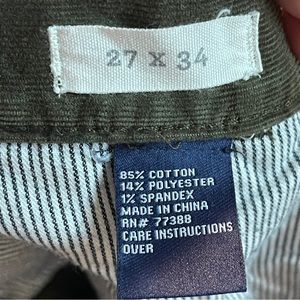 27 X 34
85% COTTON
14% POLYESTER
1% SPANDEX
MADE IN CHINA
RN# 77388
CARE INSTRUCTIONS
OVER